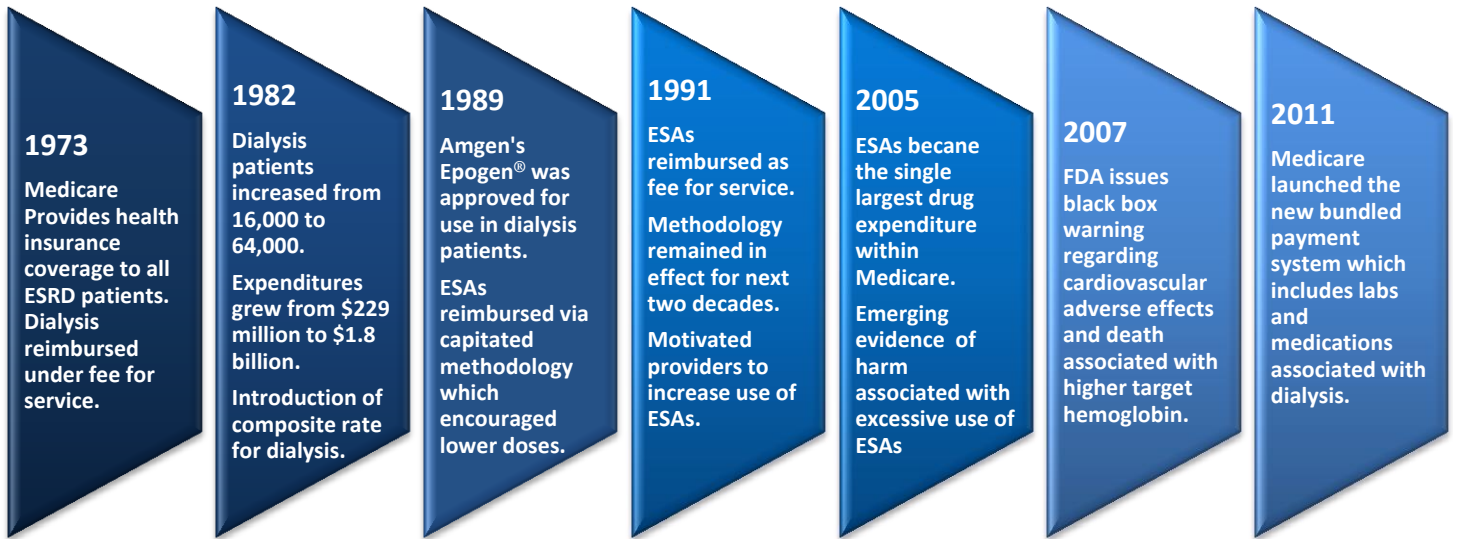 1973
Medicare
Provides health
insurance
coverage to all
ESRD patients.
Dialysis
reimbursed
under fee for
service.
1982
Dialysis
patients
increased from
16,000 to
64,000.
Expenditures
grew from $229
million to $1.8
billion.
Introduction of
composite rate
for dialysis.
1989
Amgen's
Epogen® was
approved for
use in dialysis
patients.
ESAs
reimbursed via
capitated
methodology
which
encouraged
lower doses.
1991
ESAs
reimbursed as
fee for service.
Methodology
remained in
effect for next
two decades.
Motivated
providers to
increase use of
ESAs.
2005
ESAs becane
the single
largest drug
expenditure
within
Medicare.
Emerging
evidence of
harm
associated with
excessive use of
ESAs
2007
FDA issues
black box
warning
regarding
cardiovascular
adverse effects
and death
associated with
higher target
hemoglobin.
2011
Medicare
launched the
new bundled
payment
system which
includes labs
and
medications
associated with
dialysis.